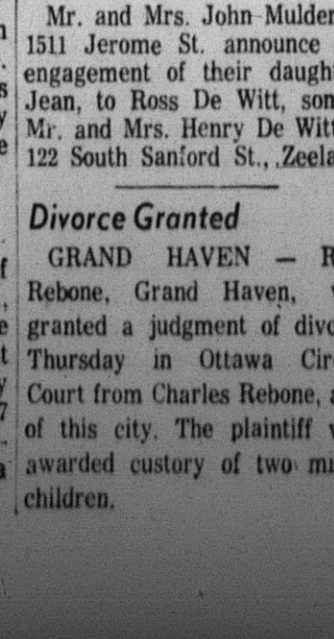 Mr. and Mrs. John Mulder
1511 Jerome St. announce
engagement of their daugh
Jean, to Ross De Witt, son
Mr. and Mrs. Henry De Witt
122 South Sanford St., Zeela
Divorce Granted
GRAND HAVEN — R
Rebone, Grand Haven,
granted a judgment of divo
Thursday in Ottawa Circ
Court from Charles Rebone, a
of this city. The plaintiff
awarded custory of two mi
children.